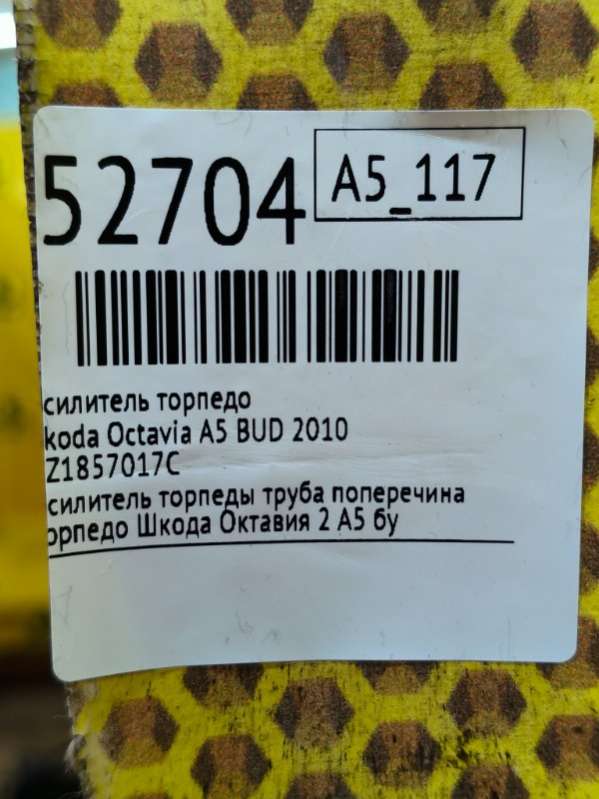 52704 A5_117
силитель торпедо
koda Octavia A5 BUD 2010
Z1857017C
силитель торпеды труба поперечина
орпедо Шкода Октавия 2 А5 бу